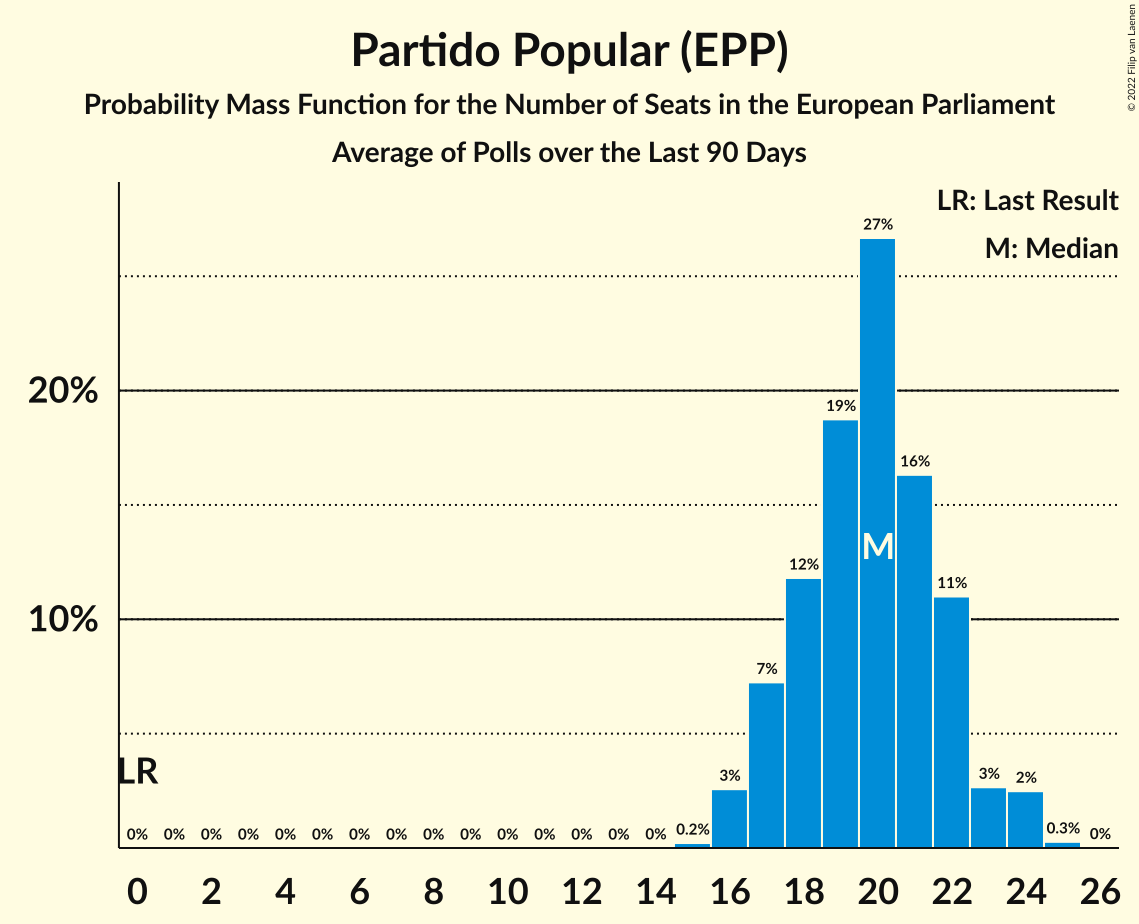 Partido Popular (EPP)
Probability Mass Function for the Number of Seats in the European Parliament
Average of Polls over the Last 90 Days
© 2022 Filip van Laenen
LR: Last Result
M: Median
27%
20%
19%
16%
M
12%
11%
10%
7%
LR
3%
3%
2%
0% 0% 0% 0% 0% 0% 0% 0% 0% 0% 0% 0% 0% 0% 0% 0.2% 0.3% 0%
0 2 4 6 8 10 12 14 16 18 20 22 24 26